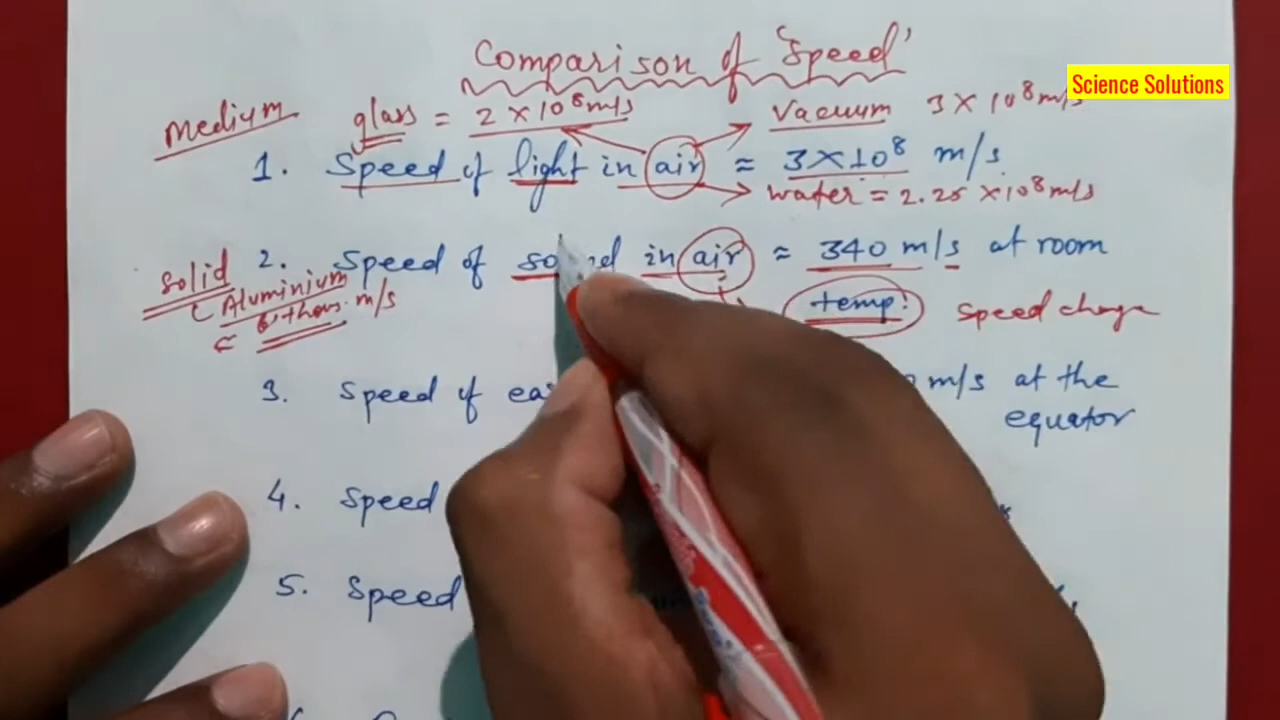 Comparison of 'Speed'
Science Solutions
Medium glass = 2 × 10⁸ m/s Vacuum 3 × 10⁸ m/s
1. Speed of light in air ≈ 3 × 10⁸ m/s
water = 2.25 × 10⁸ m/s
2. Speed of sound in air ≈ 340 m/s at room
temp. Speed change
Solid
Aluminium
m/s
3. Speed of m/s at the
equator
4. Speed
5. Speed